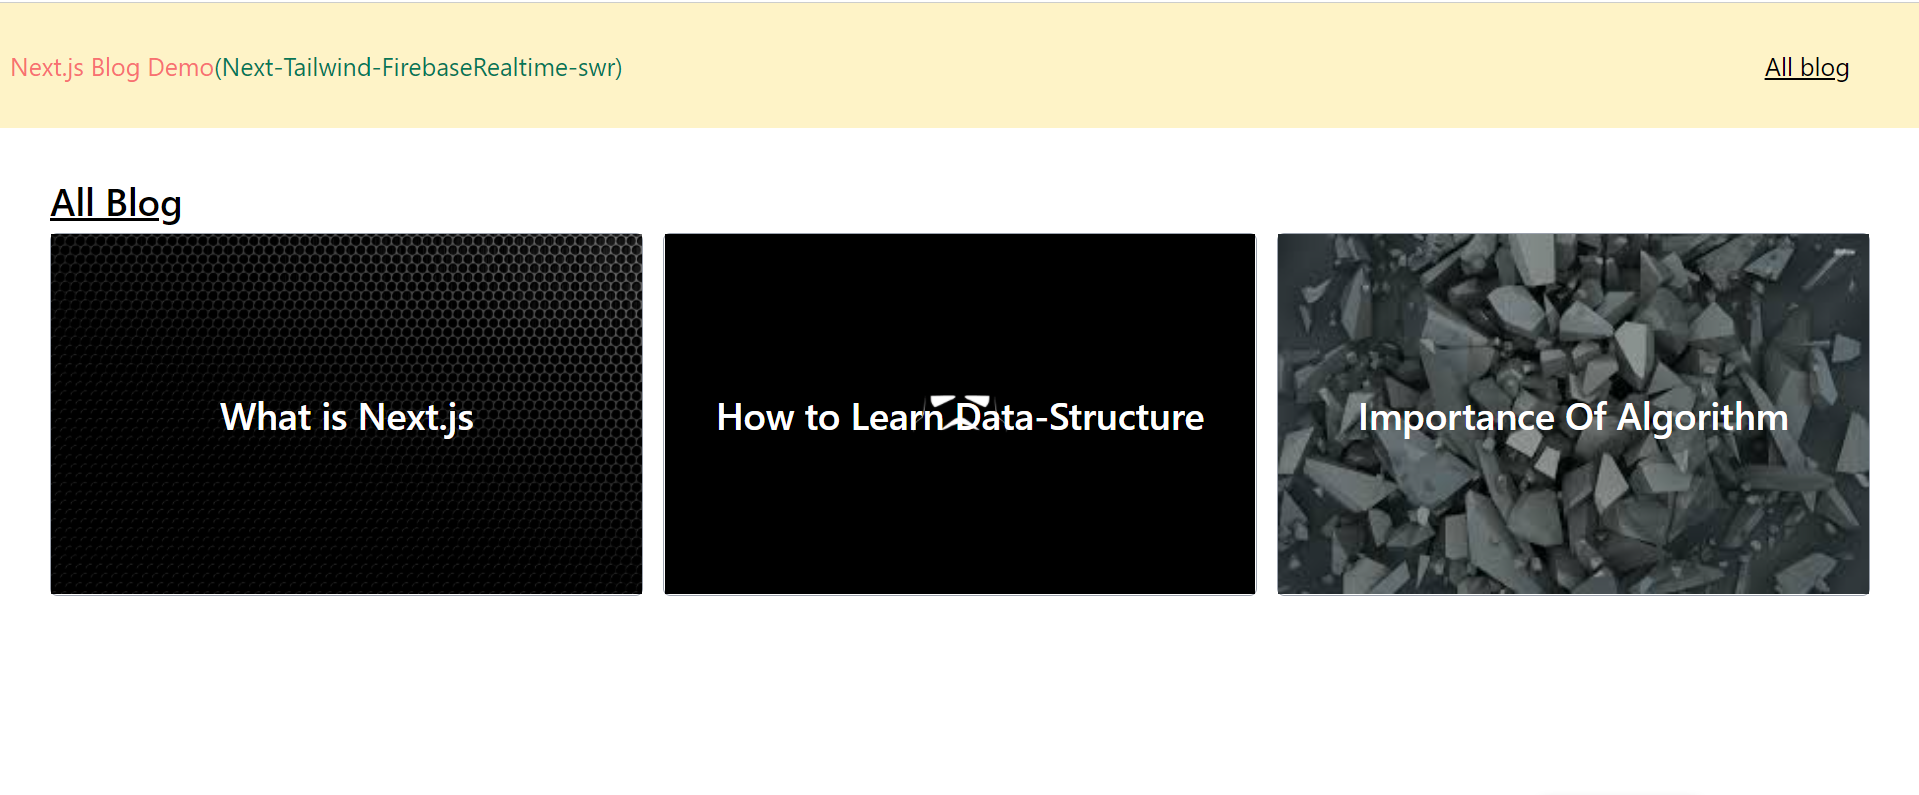 Next.js Blog Demo(Next-Tailwind-FirebaseRealtime-swr)
All blog
All Blog
What is Next.js
How to Learn Data-Structure
Importance Of Algorithm